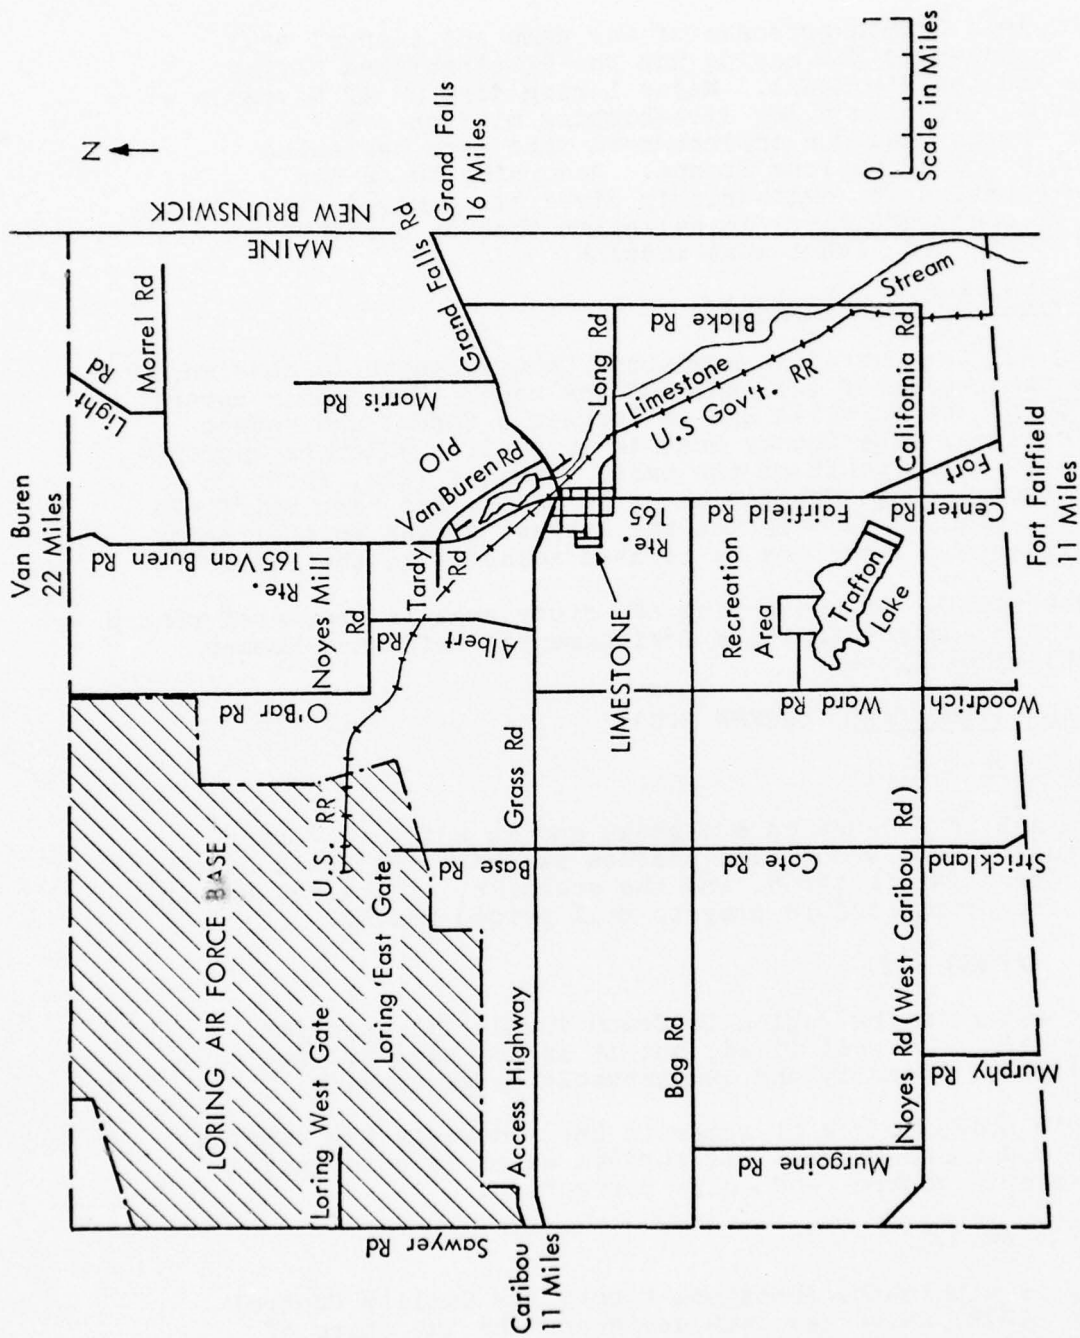 N
Van Buren
22 Miles
NEW BRUNSWICK
MAINE
Light Rd
Morrel Rd
Rte. 165 Van Buren Rd
Noyes Mill
Rd
O'Bar Rd
Morris Rd
Grand Falls Rd
Grand Falls
16 Miles
Old
Van Buren Rd
Tardy
Rd
Albert Rd
LORING AIR FORCE BASE
U.S. RR
Loring East Gate
Loring West Gate
Sawyer Rd
Base Rd
Grass Rd
Access Highway
Caribou
11 Miles
LIMESTONE
Rte. 165
Long Rd
Blake Rd
Limestone Stream
U.S Gov't. RR
Fairfield Rd
Recreation
Area
Trafton
Lake
Ward Rd
Cote Rd
Bog Rd
Murgoine Rd
California Rd
Fort
Center Rd
Woodrich
Strickland
Noyes Rd (West Caribou Rd)
Murphy Rd
Fort Fairfield
11 Miles
0 1
Scale in Miles